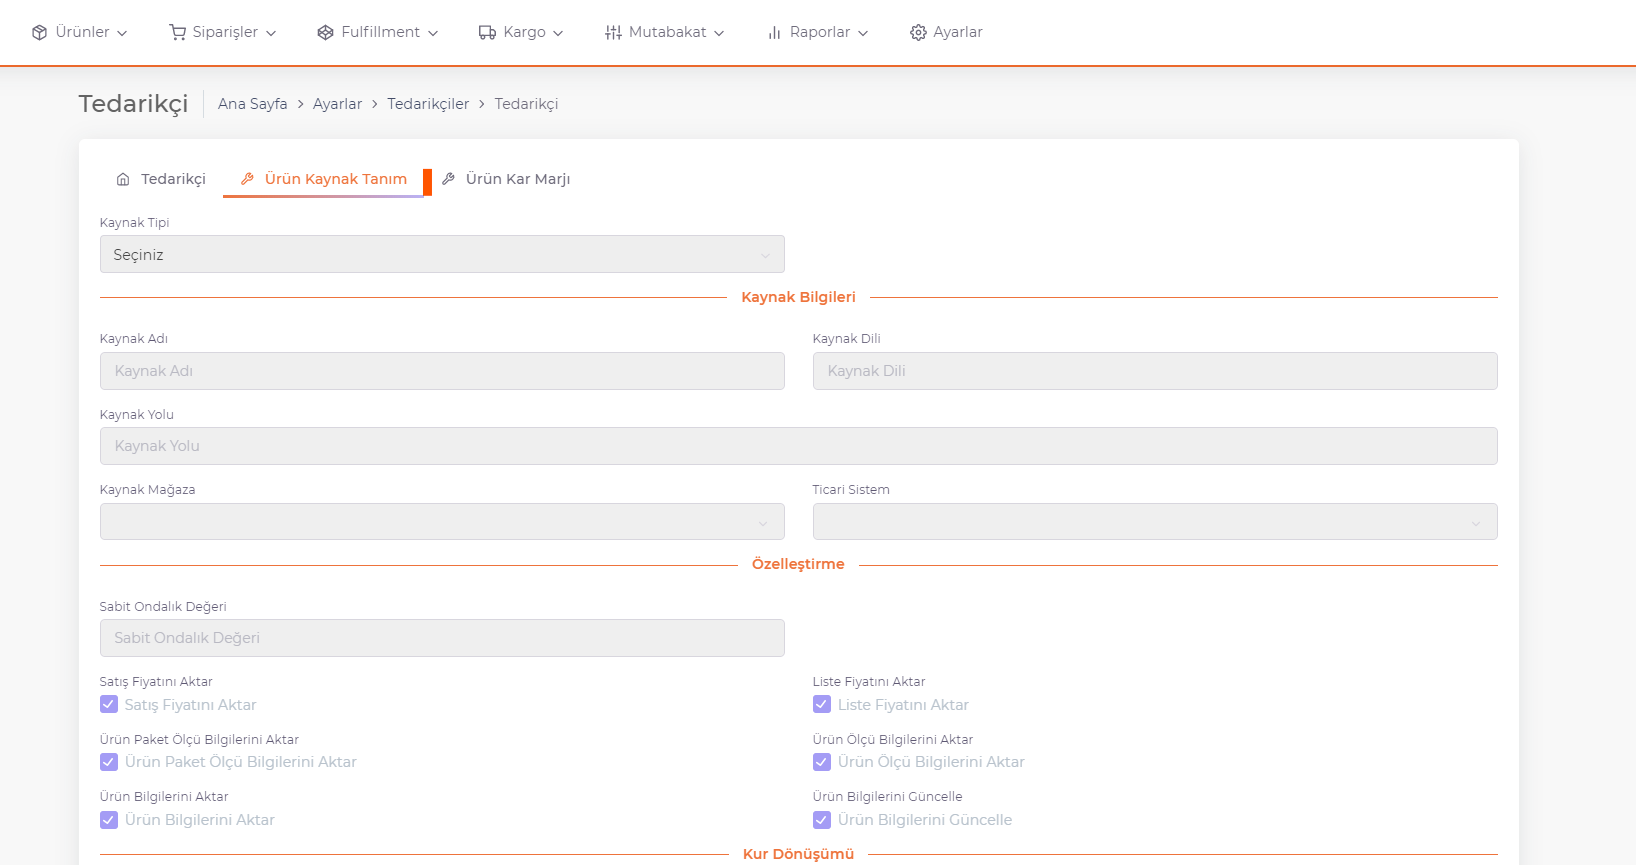 Ürünler Siparişler Fulfillment Kargo Mutabakat Raporlar Ayarlar
Tedarikçi Ana Sayfa > Ayarlar > Tedarikçiler > Tedarikçi
Tedarikçi Ürün Kaynak Tanım Ürün Kar Marjı
Kaynak Tipi
Seçiniz
Kaynak Bilgileri
Kaynak Adı Kaynak Dili
Kaynak Adı Kaynak Dili
Kaynak Yolu
Kaynak Yolu
Kaynak Mağaza Ticari Sistem
Özelleştirme
Sabit Ondalık Değeri
Sabit Ondalık Değeri
Satış Fiyatını Aktar Liste Fiyatını Aktar
Satış Fiyatını Aktar Liste Fiyatını Aktar
Ürün Paket Ölçü Bilgilerini Aktar Ürün Ölçü Bilgilerini Aktar
Ürün Paket Ölçü Bilgilerini Aktar Ürün Ölçü Bilgilerini Aktar
Ürün Bilgilerini Aktar Ürün Bilgilerini Güncelle
Ürün Bilgilerini Aktar Ürün Bilgilerini Güncelle
Kur Dönüşümü